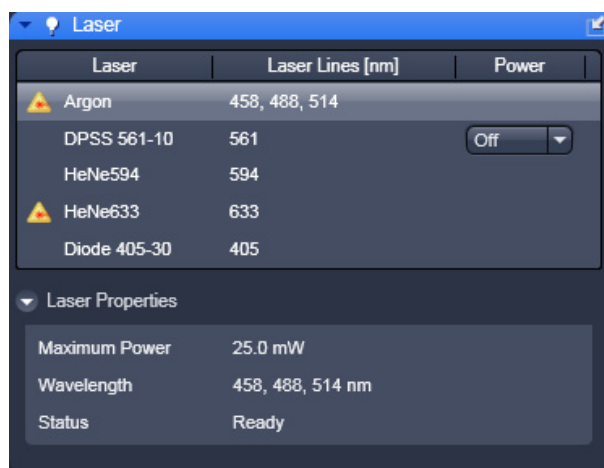 Laser
Laser Laser Lines [nm] Power
Argon 458, 488, 514
DPSS 561-10 561 Off
HeNe594 594
HeNe633 633
Diode 405-30 405
Laser Properties
Maximum Power 25.0 mW
Wavelength 458, 488, 514 nm
Status Ready